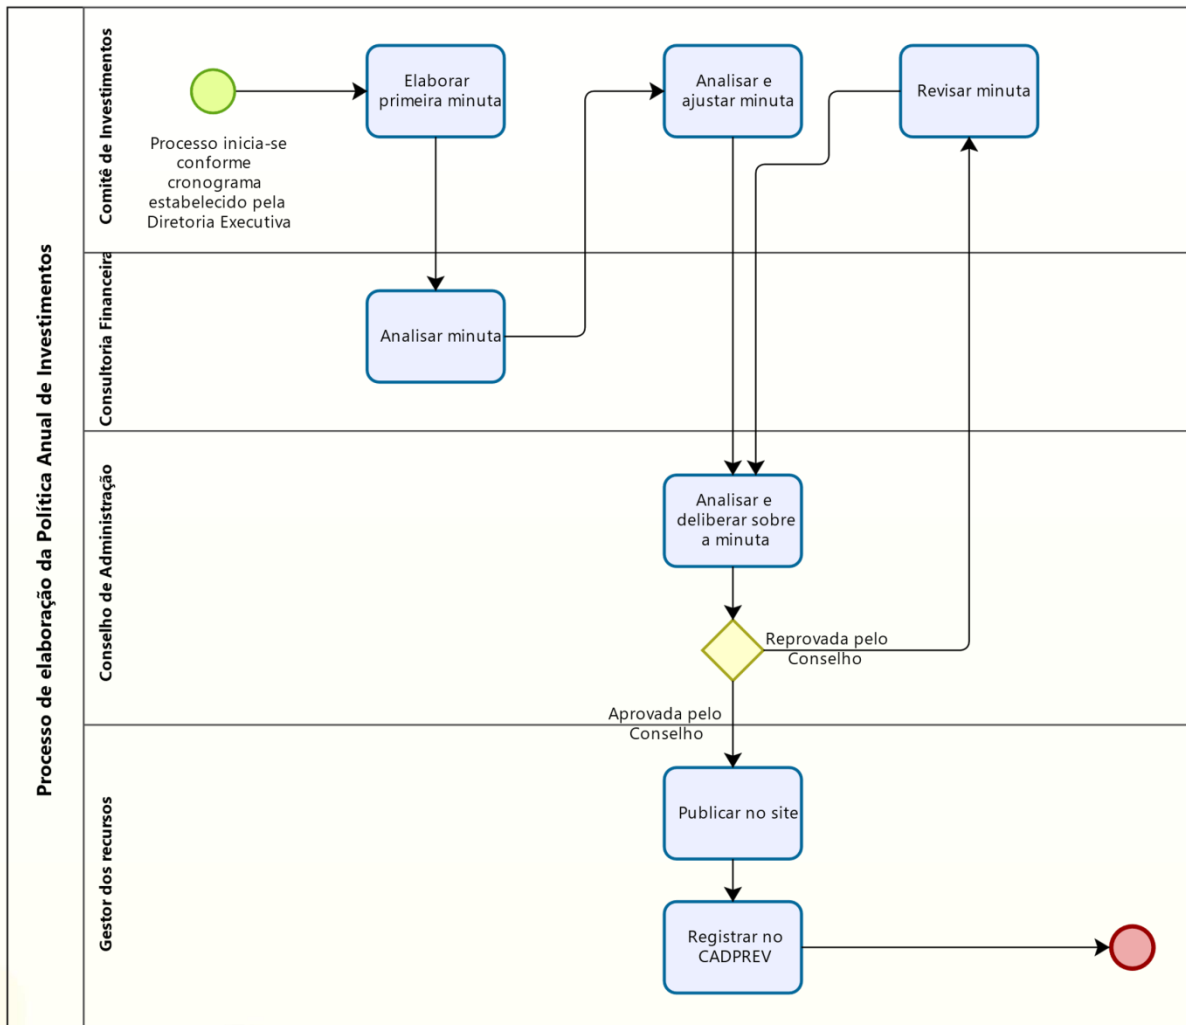 Processo de elaboração da Política Anual de Investimentos
Comitê de Investimentos
Processo inicia-se
conforme
cronograma
estabelecido pela
Diretoria Executiva
Elaborar
primeira minuta
Analisar e
ajustar minuta
Revisar minuta
Consultoria Financeira
Analisar minuta
Conselho de Administração
Analisar e
deliberar sobre
a minuta
Reprovada pelo
Conselho
Aprovada pelo
Conselho
Gestor dos recursos
Publicar no site
Registrar no
CADPREV